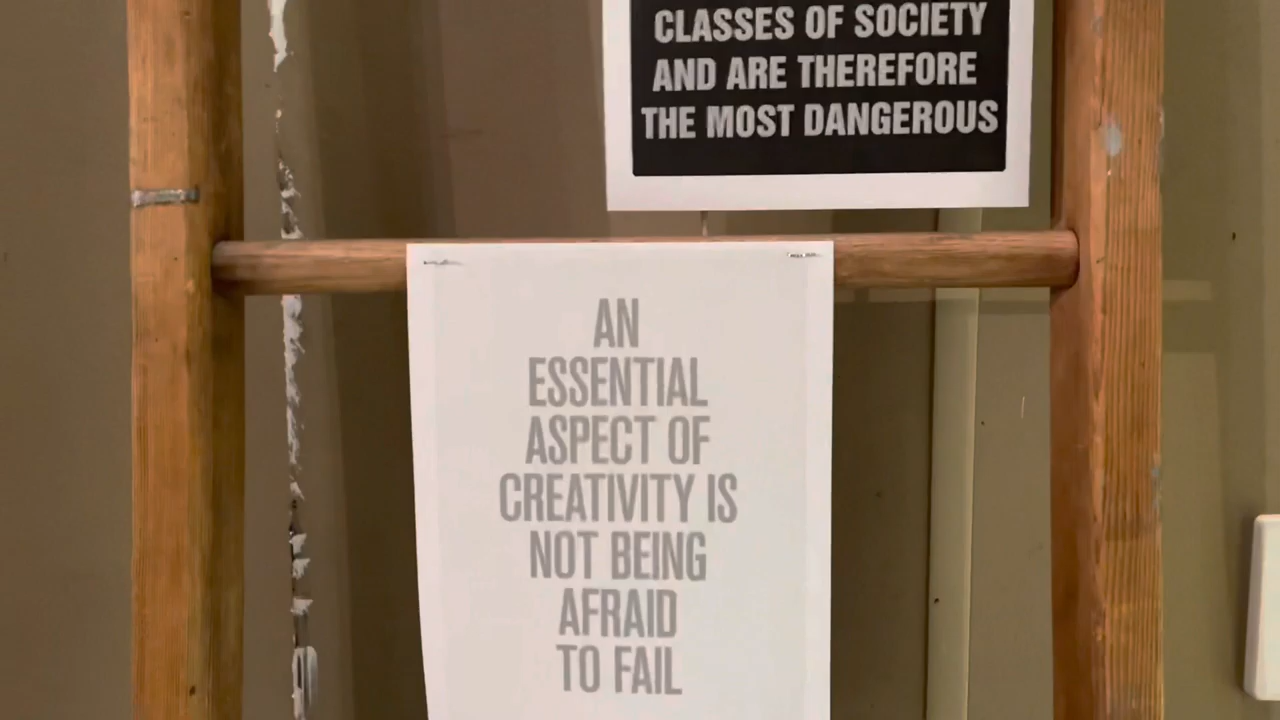 CLASSES OF SOCIETY
AND ARE THEREFORE
THE MOST DANGEROUS
AN
ESSENTIAL
ASPECT OF
CREATIVITY IS
NOT BEING
AFRAID
TO FAIL